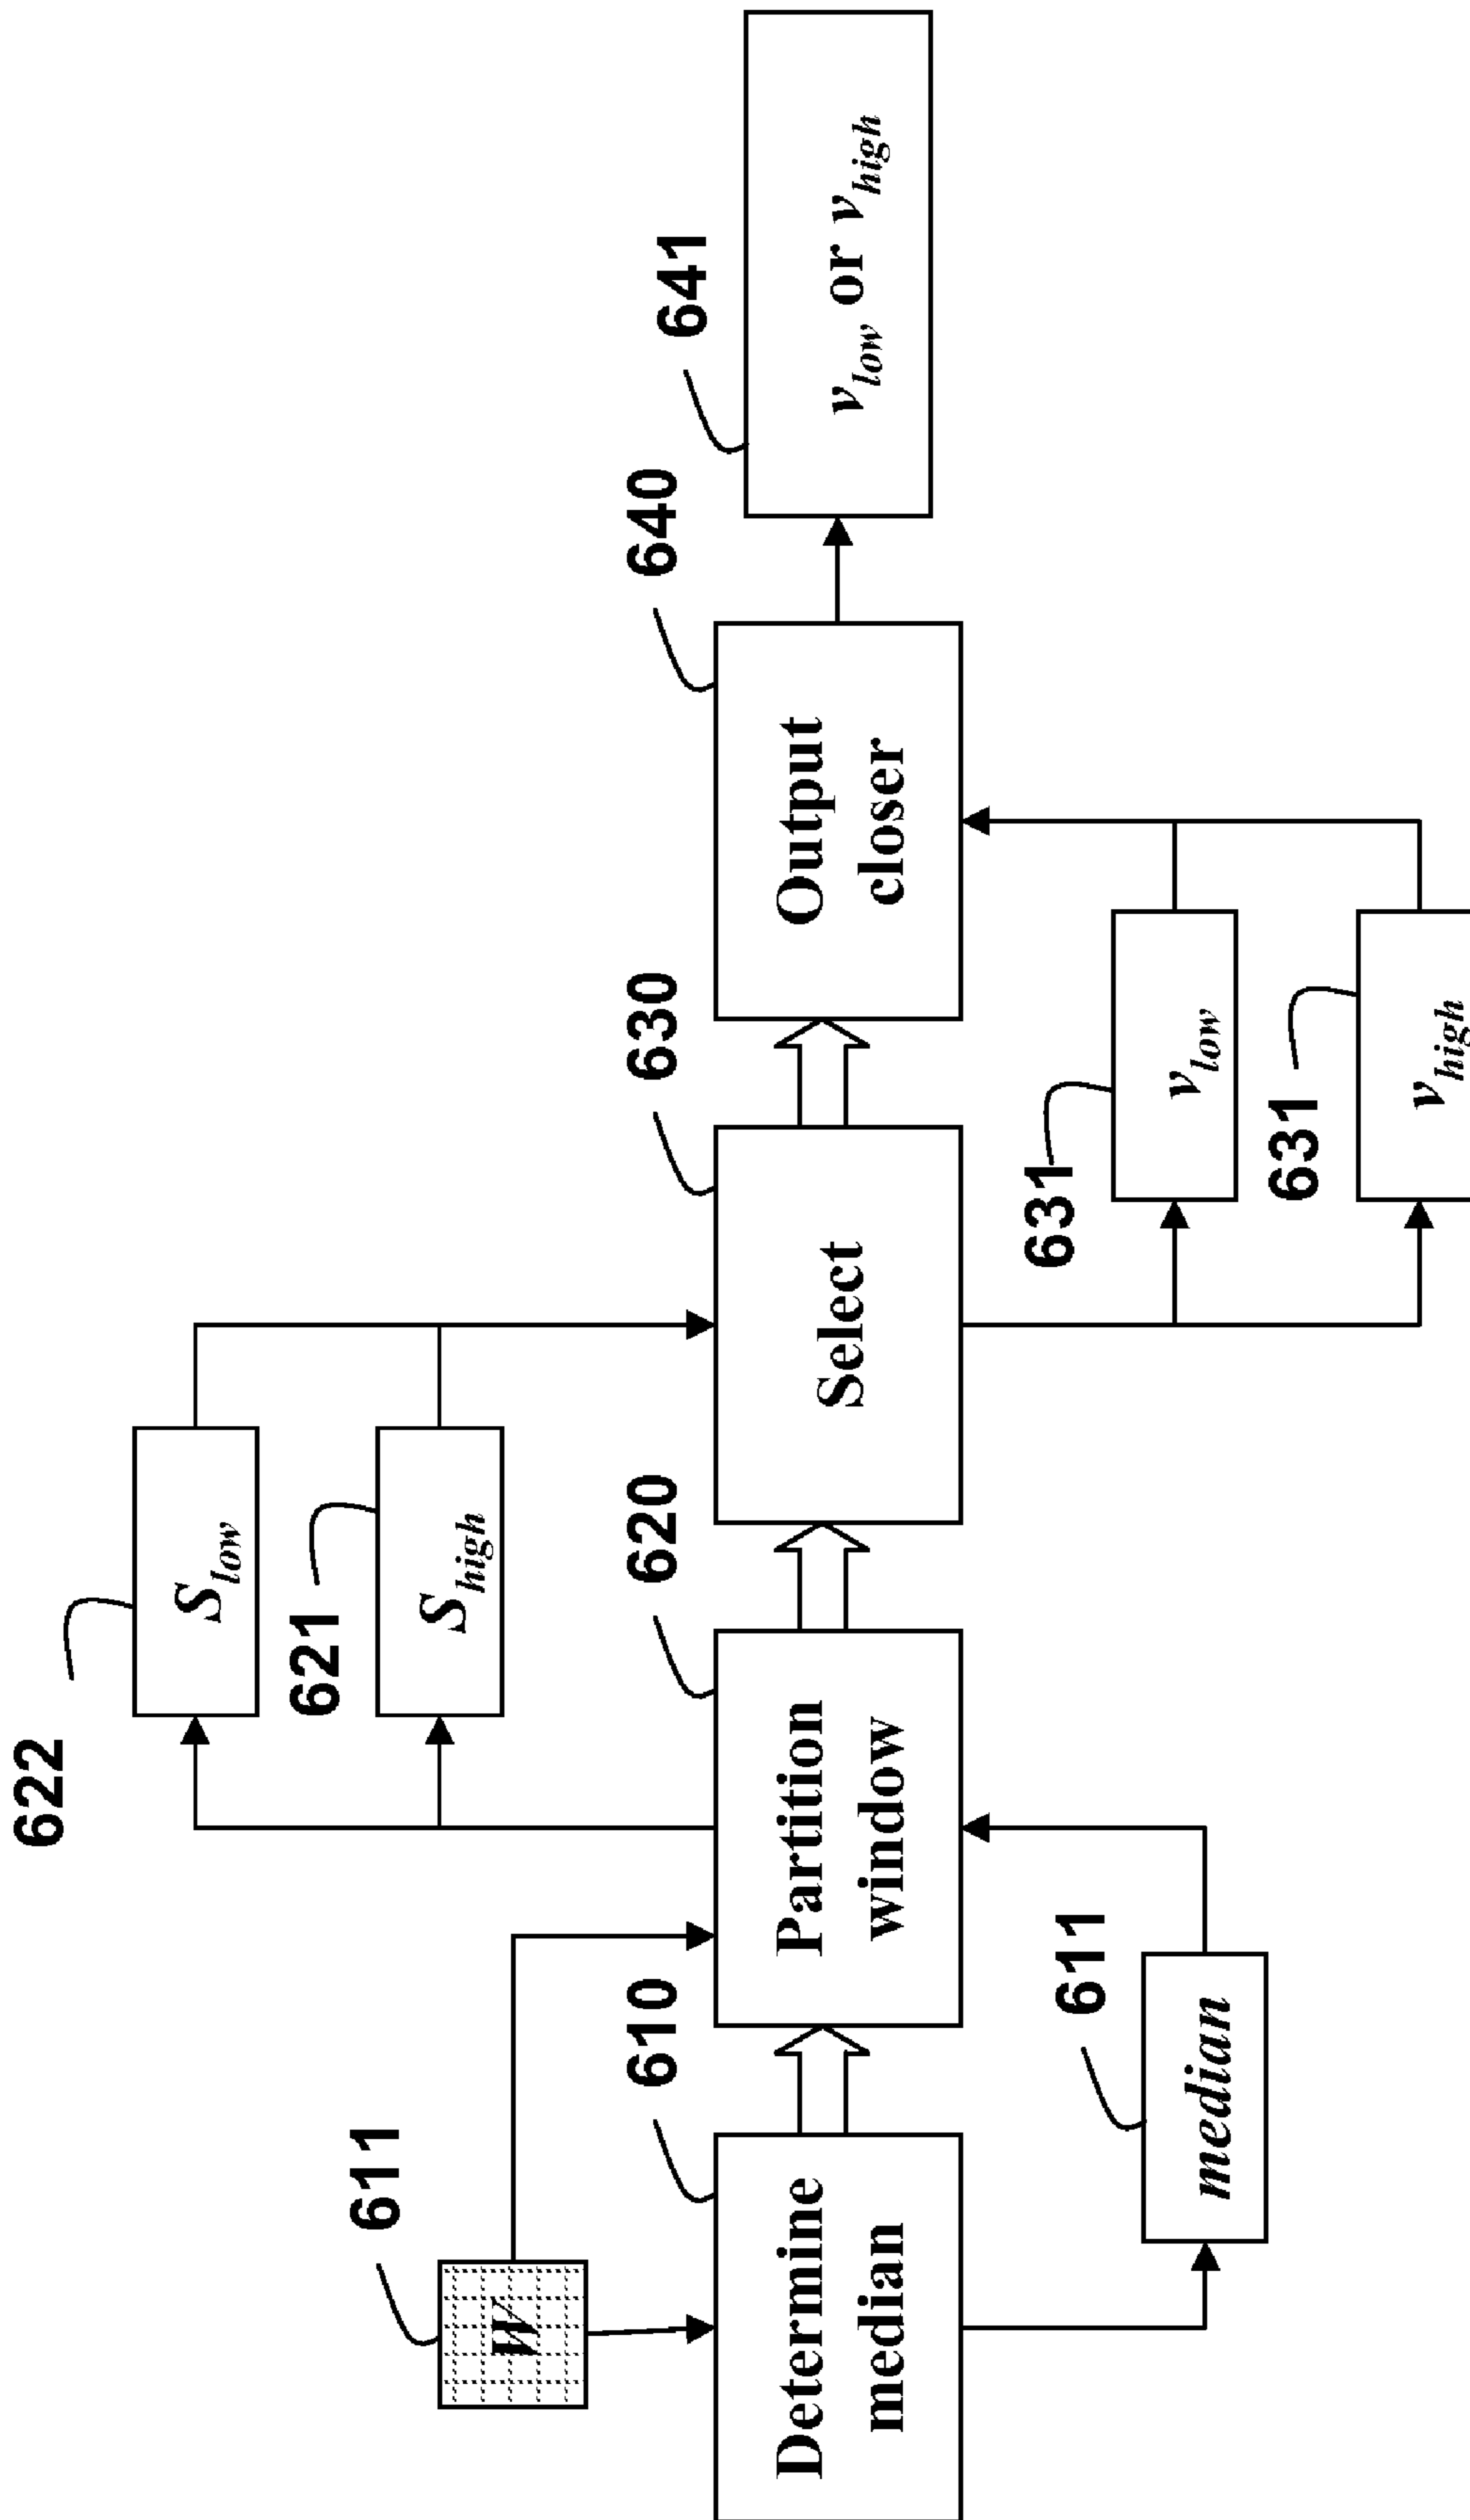 622
S_low
621
S_high
611
W
610
620
630
640
641
Determine
median
Partition
window
Select
Output
closer
v_low or v_high
611
median
631
v_low
631
v_high